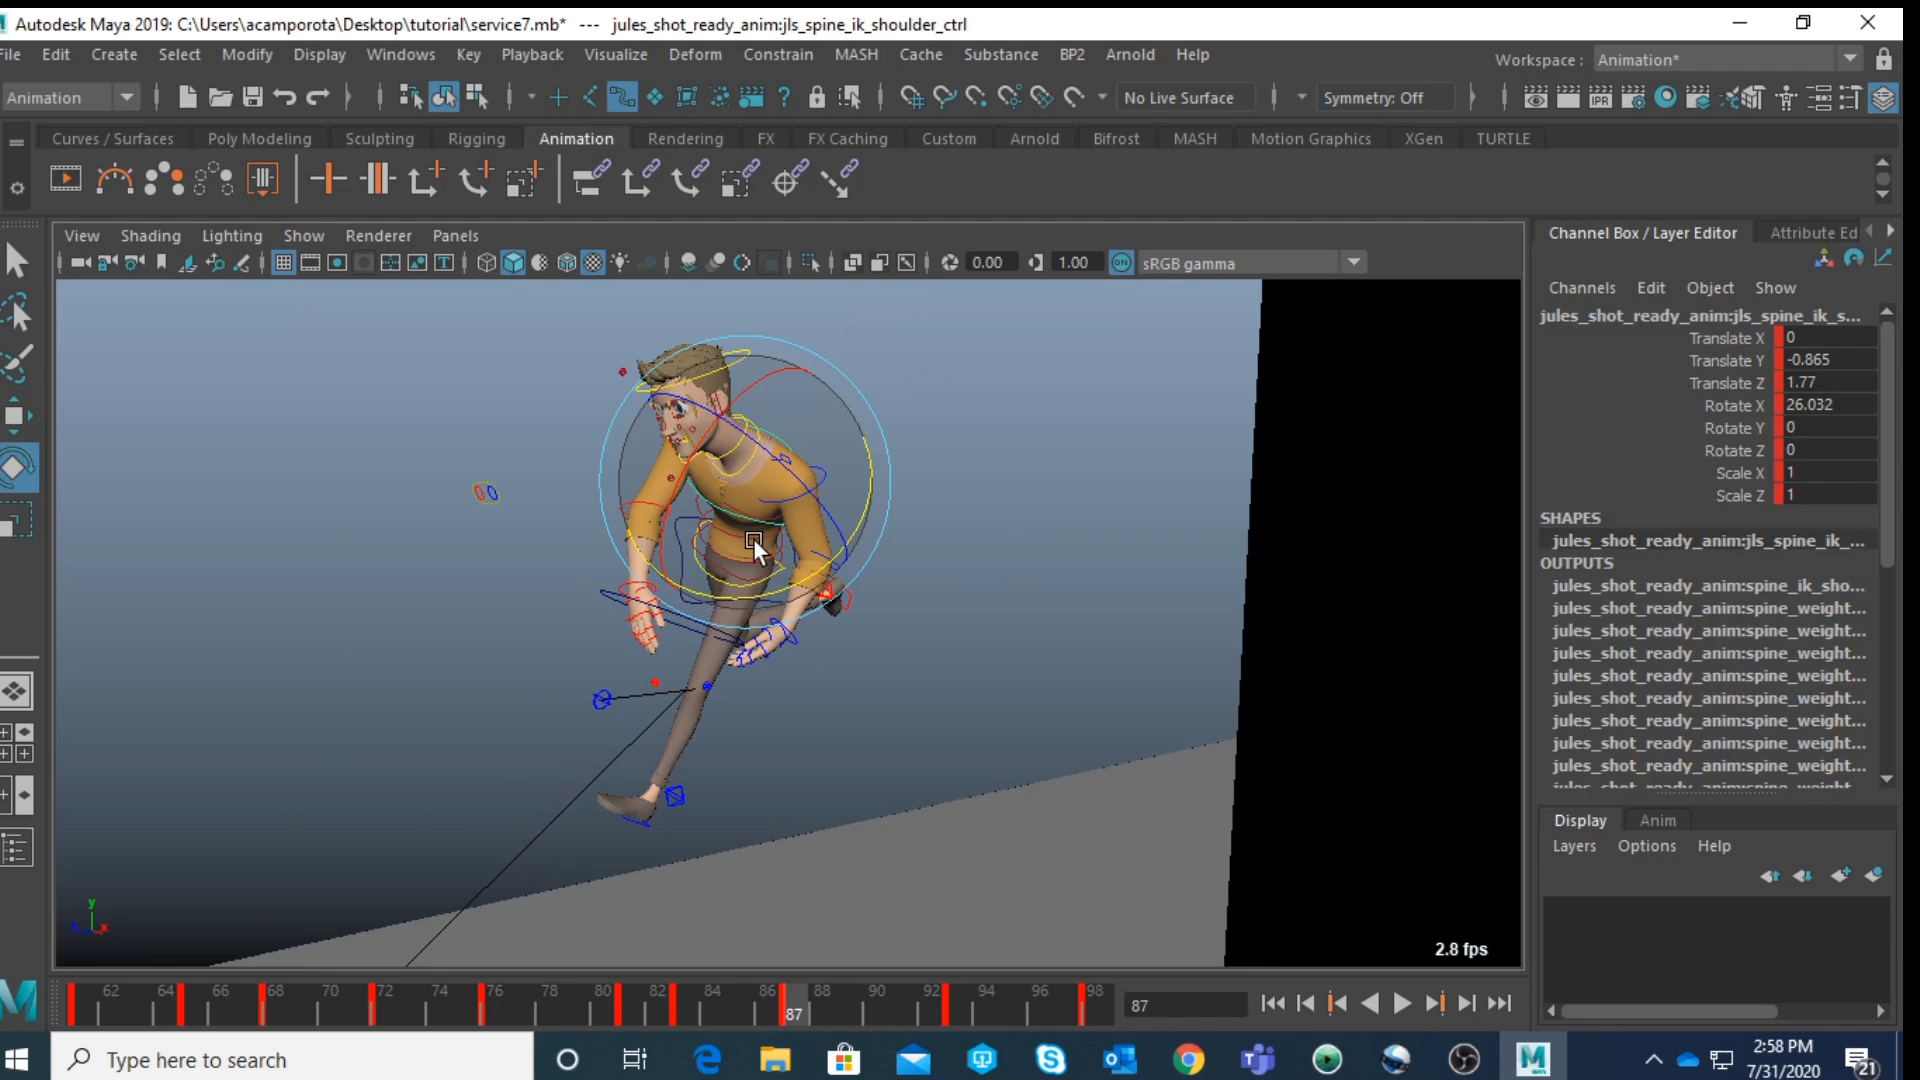 Autodesk Maya 2019: C:\Users\acamporota\Desktop\tutorial\service7.mb*   ---   jules_shot_ready_anim:jls_spine_ik_shoulder_ctrl
File Edit Create Select Modify Display Windows Key Playback Visualize Deform Constrain MASH Cache Substance BP2 Arnold Help
Workspace : Animation*
Animation
No Live Surface
Symmetry: Off
IPR
Curves / Surfaces Poly Modeling Sculpting Rigging Animation Rendering FX FX Caching Custom Arnold Bifrost MASH Motion Graphics XGen TURTLE
View Shading Lighting Show Renderer Panels
0.00 1.00 ON sRGB gamma
y
x
2.8 fps
Channel Box / Layer Editor Attribute Ed
Channels Edit Object Show
jules_shot_ready_anim:jls_spine_ik_s...
Translate X 0
Translate Y -0.865
Translate Z 1.77
Rotate X 26.032
Rotate Y 0
Rotate Z 0
Scale X 1
Scale Z 1
SHAPES
jules_shot_ready_anim:jls_spine_ik_...
OUTPUTS
jules_shot_ready_anim:spine_ik_sho...
jules_shot_ready_anim:spine_weight...
jules_shot_ready_anim:spine_weight...
jules_shot_ready_anim:spine_weight...
jules_shot_ready_anim:spine_weight...
jules_shot_ready_anim:spine_weight...
jules_shot_ready_anim:spine_weight...
jules_shot_ready_anim:spine_weight...
jules_shot_ready_anim:spine_weight...
jules_shot_ready_anim:spine_weight...
Display Anim
Layers Options Help
62 64 66 68 70 72 74 76 78 80 82 84 86 88 90 92 94 96 98
87
87
Type here to search
2:58 PM
7/31/2020
21